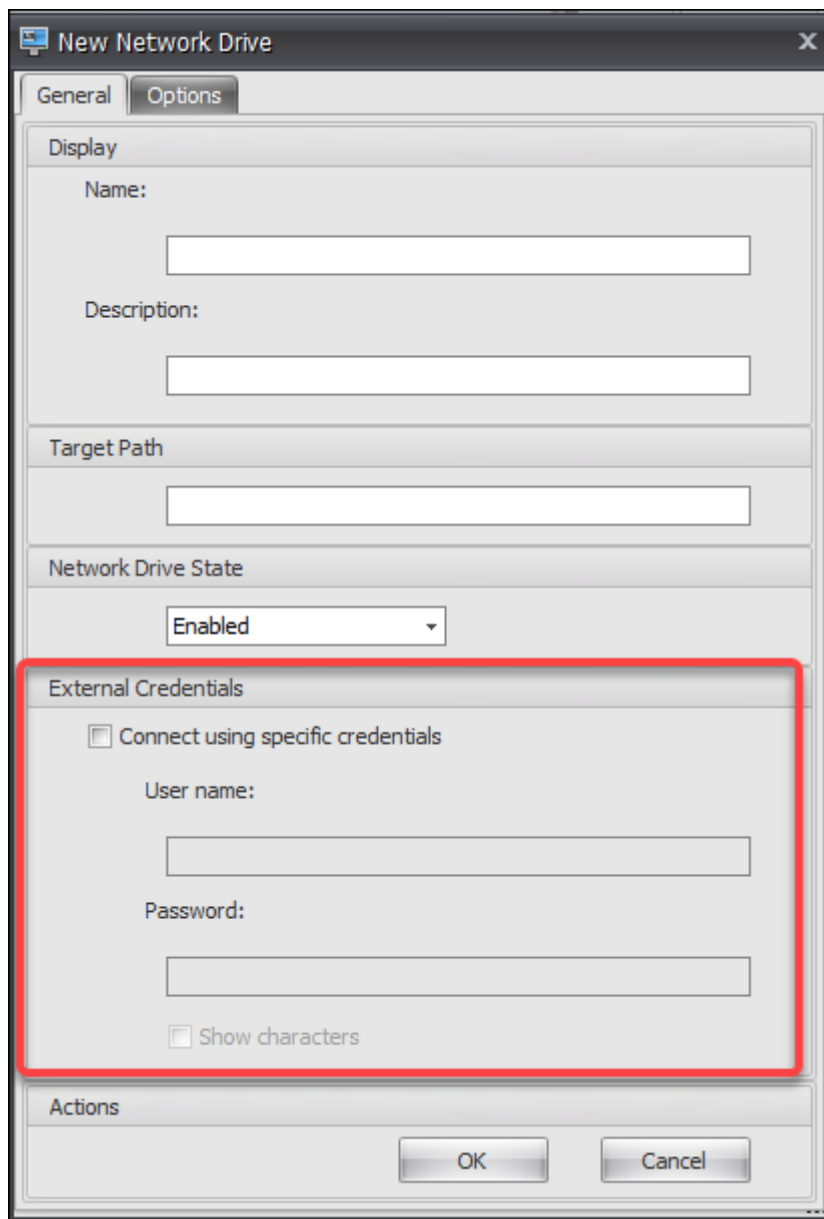 New Network Drive
General Options
Display
Name:
Description:
Target Path
Network Drive State
Enabled
External Credentials
Connect using specific credentials
User name:
Password:
Show characters
Actions
OK Cancel